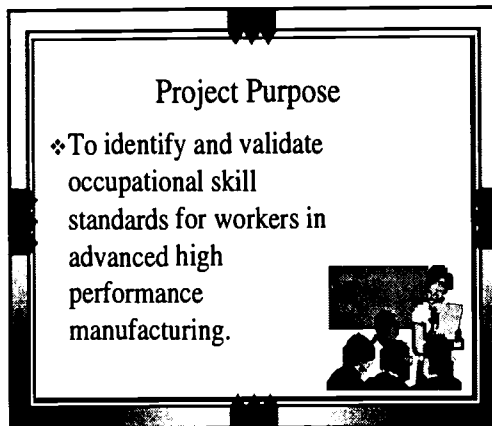 Project Purpose
❖To identify and validate
occupational skill
standards for workers in
advanced high
performance
manufacturing.